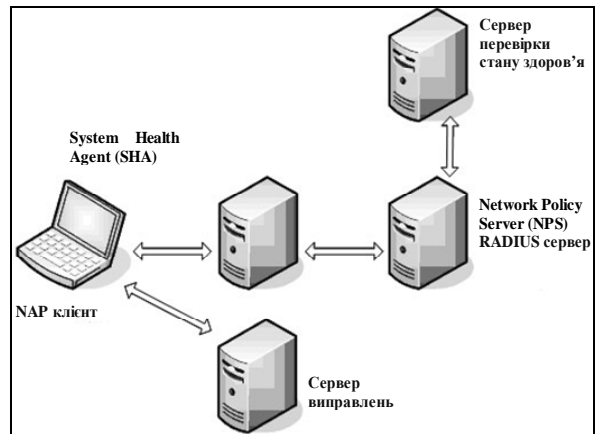 Сервер
перевірки
стану здоров’я
System Health
Agent (SHA)
Network Policy
Server (NPS)
RADIUS сервер
NAP клієнт
Сервер
виправлень